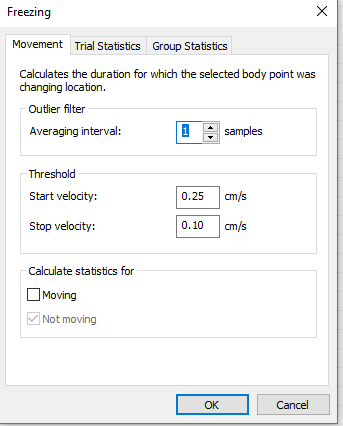 Freezing
Movement Trial Statistics Group Statistics
Calculates the duration for which the selected body point was
changing location.
Outlier filter
Averaging interval: 1 samples
Threshold
Start velocity: 0.25 cm/s
Stop velocity: 0.10 cm/s
Calculate statistics for
Moving
Not moving
OK Cancel